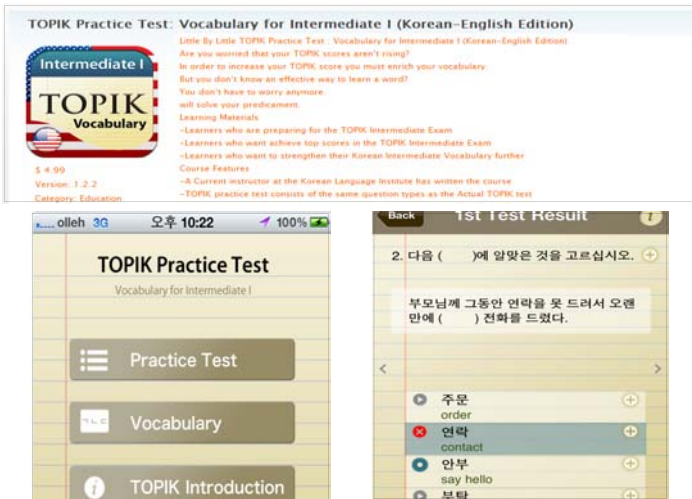 TOPIK Practice Test: Vocabulary for Intermediate I (Korean-English Edition)
Little By Little TOPIK Practice Test : Vocabulary for Intermediate I (Korean-English Edition).
Are you worried that your TOPIK scores aren't rising?
In order to increase your TOPIK score you must enrich your vocabulary.
But you don't know an effective way to learn a word?
You don't have to worry anymore.
will solve your predicament.
Learning Materials
-Learners who are preparing for the TOPIK Intermediate Exam
-Learners who want achieve top scores in the TOPIK Intermediate Exam
-Learners who want to strengthen their Korean Intermediate Vocabulary further
Course Features
-A Current instructor at the Korean Language Institute has written the course
-TOPIK practice test consists of the same question types as the Actual TOPIK test
Intermediate I
TOPIK
Vocabulary
$ 4.99
Version: 1.2.2
Category: Education
olleh 3G 오후 10:22 100%
TOPIK Practice Test
Vocabulary for Intermediate I
Practice Test
ㄱㄴㄷ Vocabulary
TOPIK Introduction
Back 1st Test Result
2. 다음 ( )에 알맞은 것을 고르십시오.
부모님께 그동안 연락을 못 드려서 오랜
만에 ( ) 전화를 드렸다.
주문
order
연락
contact
안부
say hello
부탁